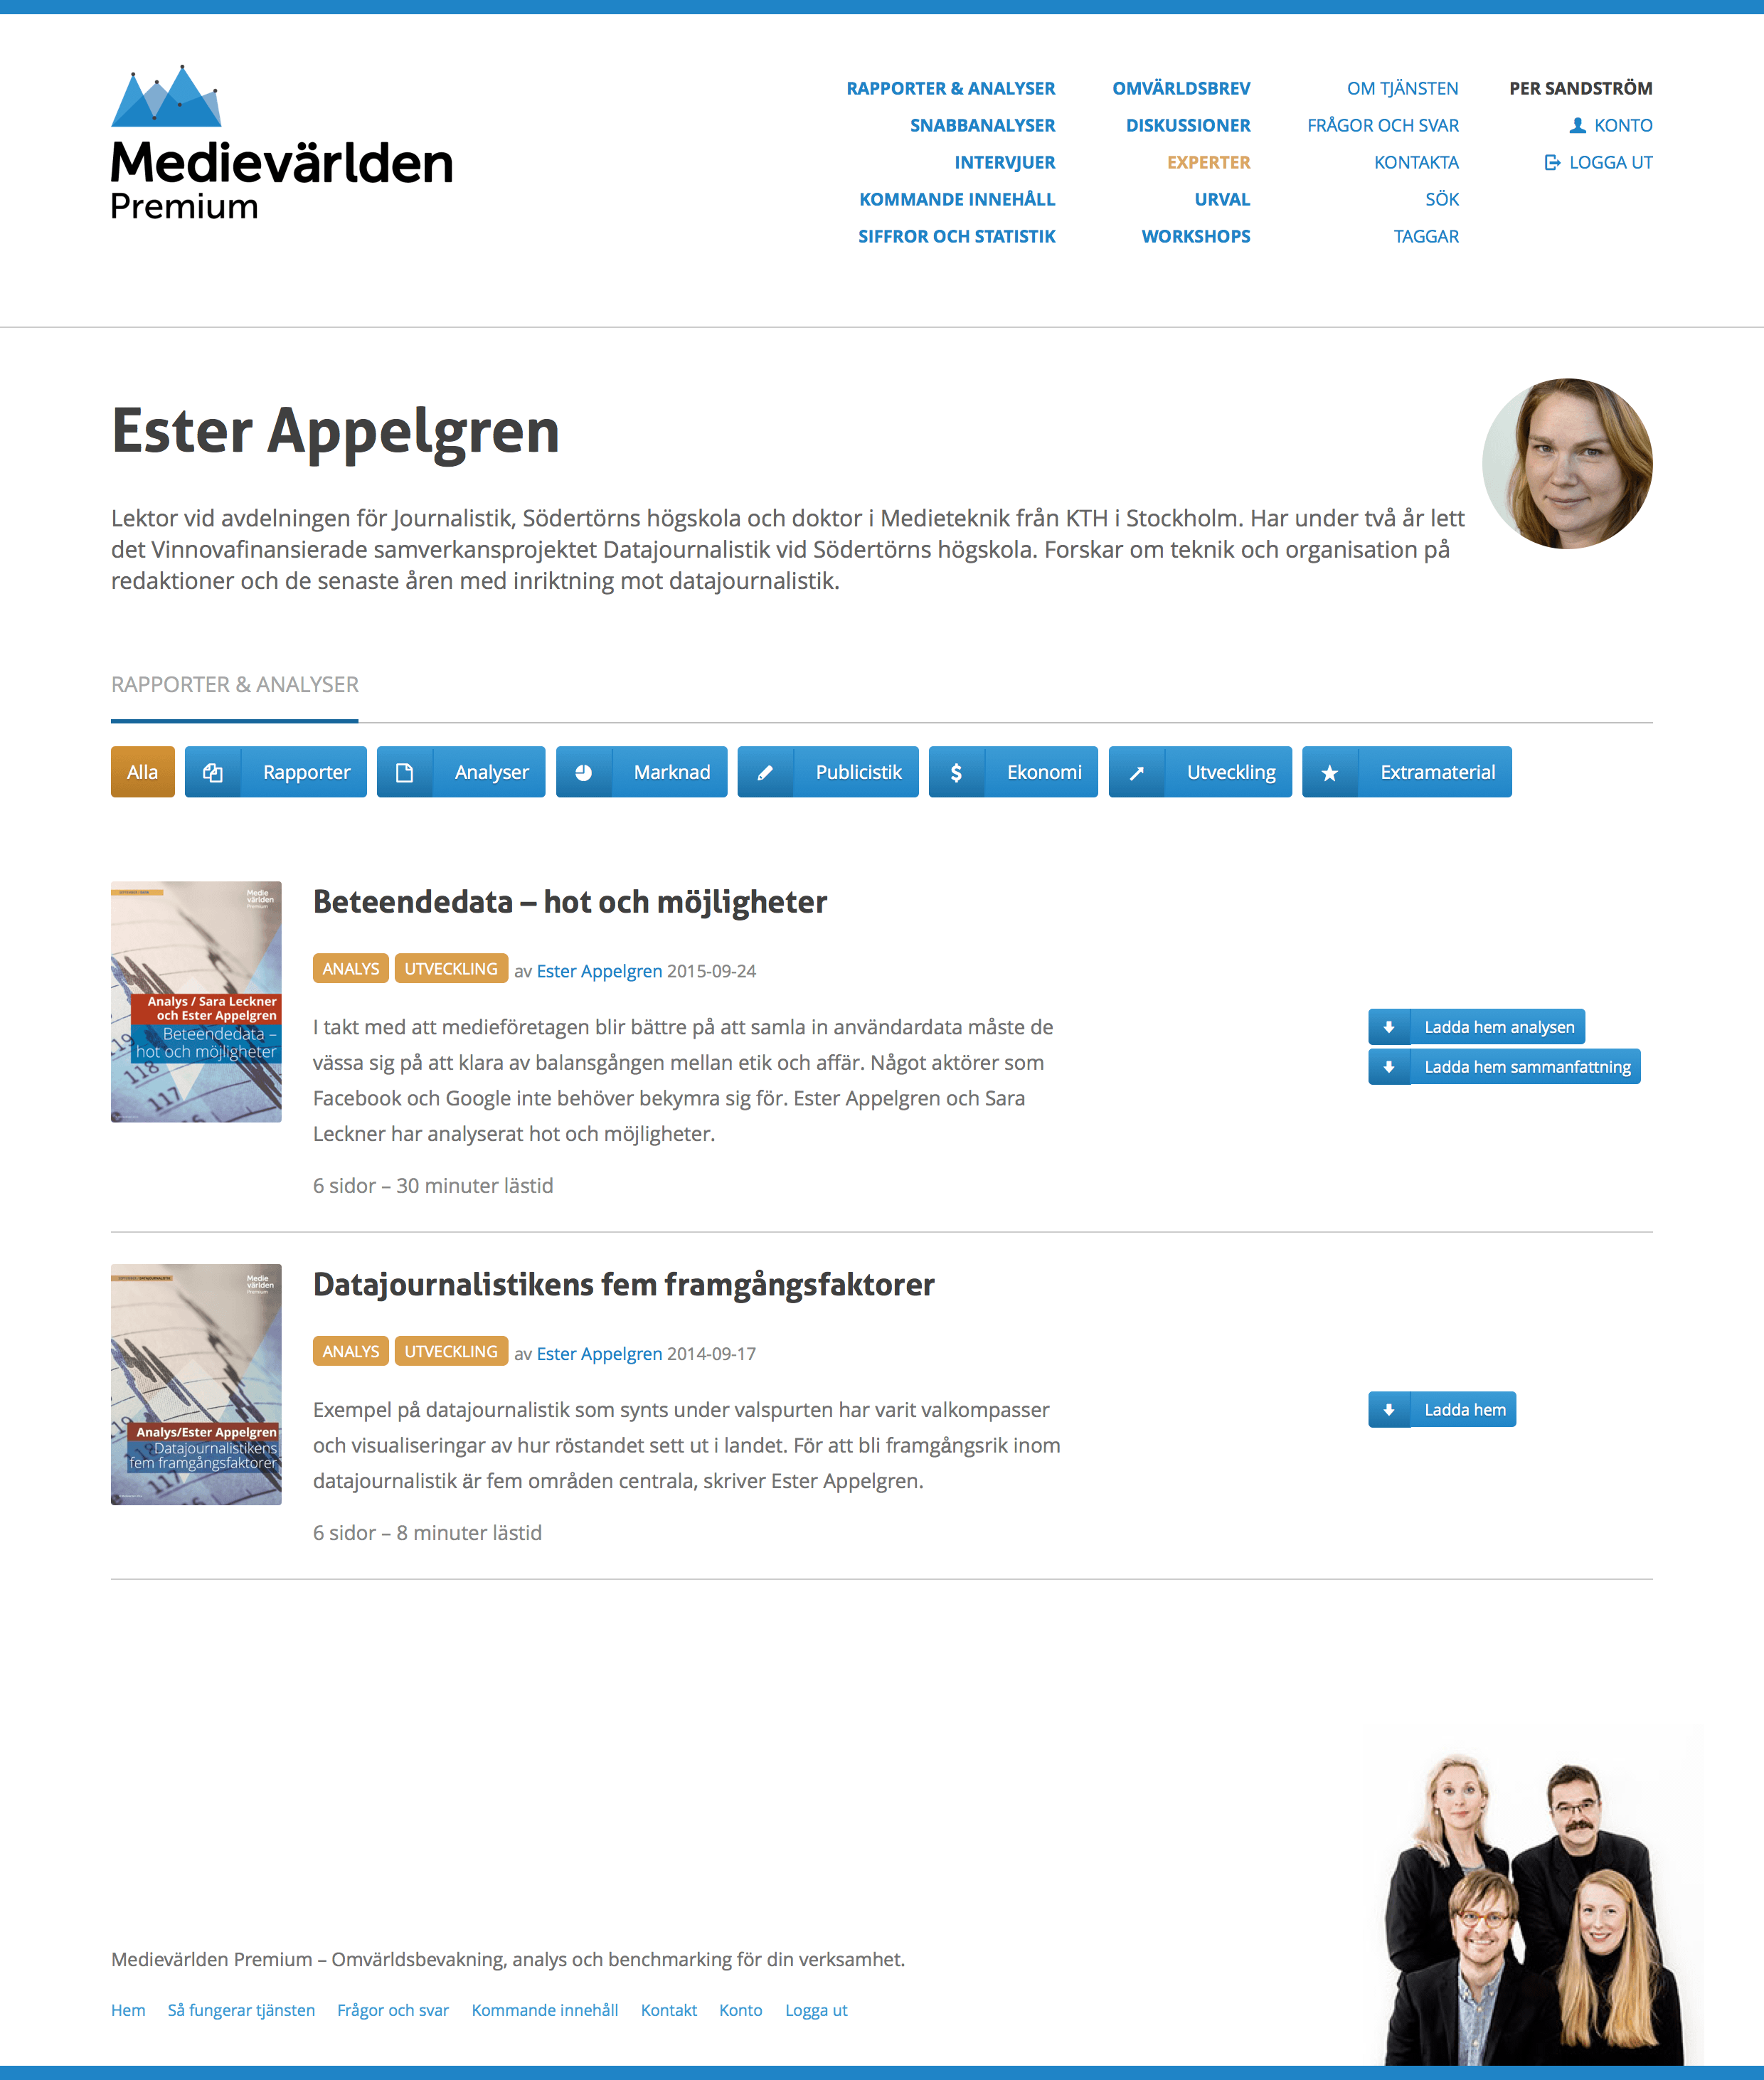 Medievärlden
Premium
RAPPORTER & ANALYSER
SNABBANALYSER
INTERVJUER
KOMMANDE INNEHÅLL
SIFFROR OCH STATISTIK
OMVÄRLDSBREV
DISKUSSIONER
EXPERTER
URVAL
WORKSHOPS
OM TJÄNSTEN
FRÅGOR OCH SVAR
KONTAKTA
SÖK
TAGGAR
PER SANDSTRÖM
KONTO
LOGGA UT
Ester Appelgren
Lektor vid avdelningen för Journalistik, Södertörns högskola och doktor i Medieteknik från KTH i Stockholm. Har under två år lett
det Vinnovafinansierade samverkansprojektet Datajournalistik vid Södertörns högskola. Forskar om teknik och organisation på
redaktioner och de senaste åren med inriktning mot datajournalistik.
RAPPORTER & ANALYSER
Alla
Rapporter
Analyser
Marknad
Publicistik
Ekonomi
Utveckling
Extramaterial
Medie
världen
Premium
Analys / Sara Leckner
och Ester Appelgren
Beteendedata –
hot och möjligheter
119
118
117
Beteendedata – hot och möjligheter
ANALYS UTVECKLING av Ester Appelgren 2015-09-24
I takt med att medieföretagen blir bättre på att samla in användardata måste de
vässa sig på att klara av balansgången mellan etik och affär. Något aktörer som
Facebook och Google inte behöver bekymra sig för. Ester Appelgren och Sara
Leckner har analyserat hot och möjligheter.
6 sidor – 30 minuter lästid
Ladda hem analysen
Ladda hem sammanfattning
Medie
världen
Premium
Analys/Ester Appelgren
Datajournalistikens
fem framgångsfaktorer
117
Datajournalistikens fem framgångsfaktorer
ANALYS UTVECKLING av Ester Appelgren 2014-09-17
Exempel på datajournalistik som synts under valspurten har varit valkompasser
och visualiseringar av hur röstandet sett ut i landet. För att bli framgångsrik inom
datajournalistik är fem områden centrala, skriver Ester Appelgren.
6 sidor – 8 minuter lästid
Ladda hem
Medievärlden Premium – Omvärldsbevakning, analys och benchmarking för din verksamhet.
Hem Så fungerar tjänsten Frågor och svar Kommande innehåll Kontakt Konto Logga ut